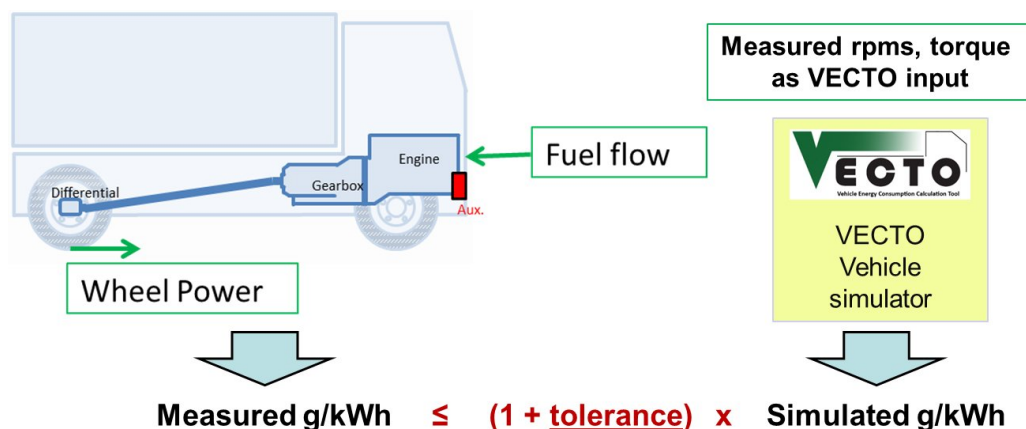 Measured rpms, torque
as VECTO input
Engine
Fuel flow
Differential
Gearbox
Aux.
VECTO
Vehicle Energy Consumption Calculation Tool
VECTO
Vehicle
simulator
Wheel Power
Measured g/kWh ≤ (1 + tolerance) x Simulated g/kWh